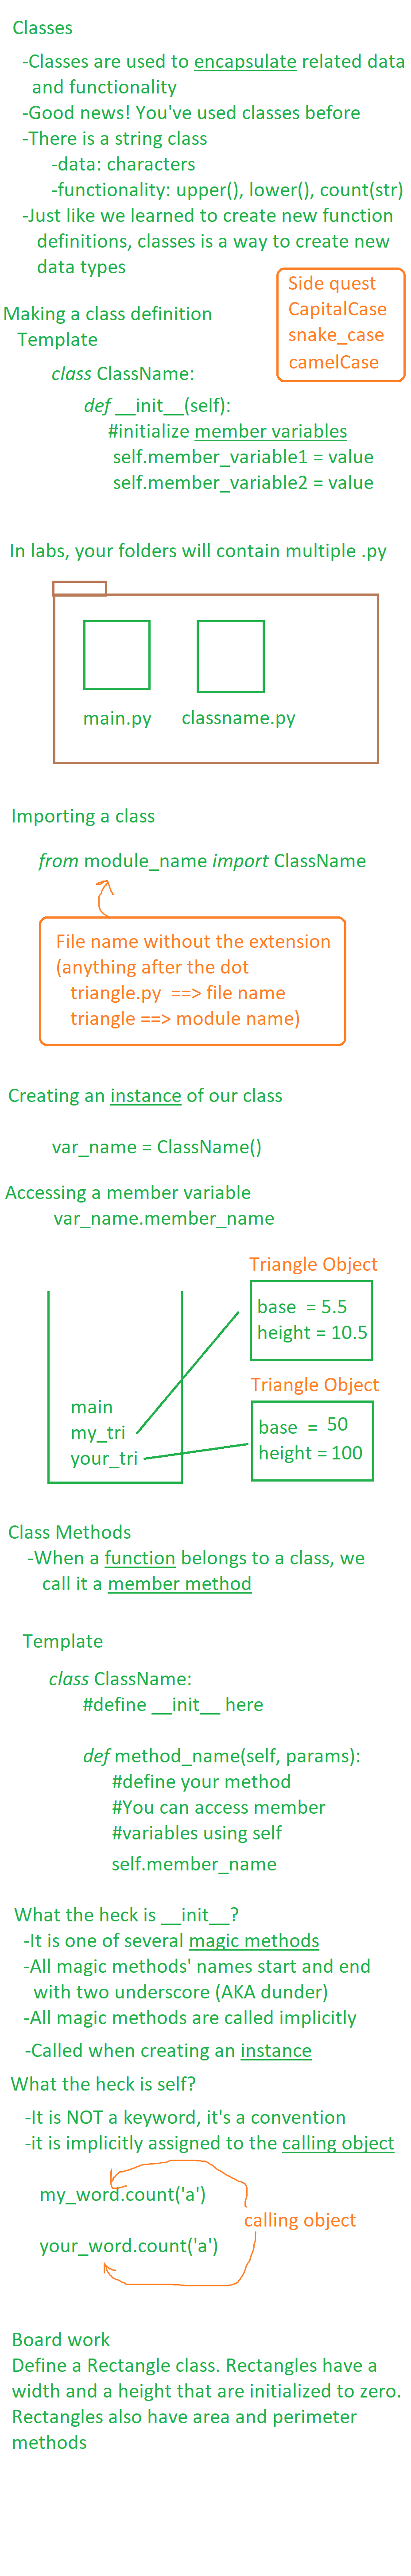 Classes
-Classes are used to encapsulate related data
and functionality
-Good news! You've used classes before
-There is a string class
-data: characters
-functionality: upper(), lower(), count(str)
-Just like we learned to create new function
definitions, classes is a way to create new
data types
Side quest
CapitalCase
snake_case
camelCase
Making a class definition
Template
class ClassName:
def __init__(self):
#initialize member variables
self.member_variable1 = value
self.member_variable2 = value
In labs, your folders will contain multiple .py
main.py
classname.py
Importing a class
from module_name import ClassName
File name without the extension
(anything after the dot
triangle.py ==> file name
triangle ==> module name)
Creating an instance of our class
var_name = ClassName()
Accessing a member variable
var_name.member_name
Triangle Object
base = 5.5
height = 10.5
Triangle Object
base = 50
height = 100
main
my_tri
your_tri
Class Methods
-When a function belongs to a class, we
call it a member method
Template
class ClassName:
#define __init__ here
def method_name(self, params):
#define your method
#You can access member
#variables using self
self.member_name
What the heck is __init__?
-It is one of several magic methods
-All magic methods' names start and end
with two underscore (AKA dunder)
-All magic methods are called implicitly
-Called when creating an instance
What the heck is self?
-It is NOT a keyword, it's a convention
-it is implicitly assigned to the calling object
my_word.count('a')
calling object
your_word.count('a')
Board work
Define a Rectangle class. Rectangles have a
width and a height that are initialized to zero.
Rectangles also have area and perimeter
methods